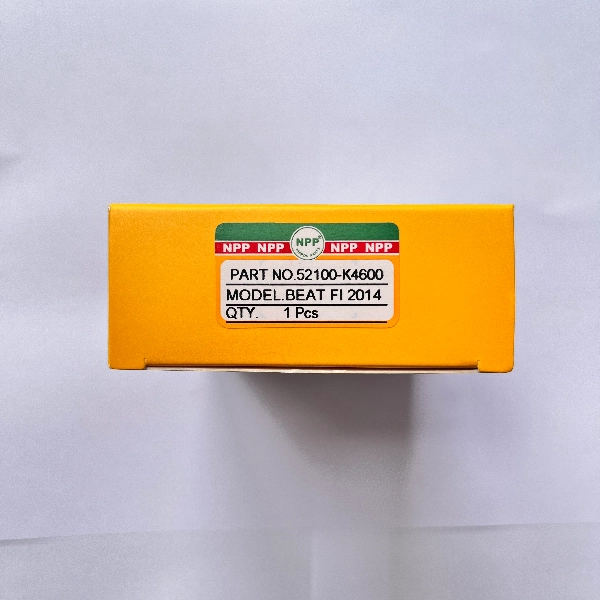 NPP NPP NPP NPP NPP
PART NO.52100-K4600
MODEL.BEAT FI 2014
QTY. 1 Pcs